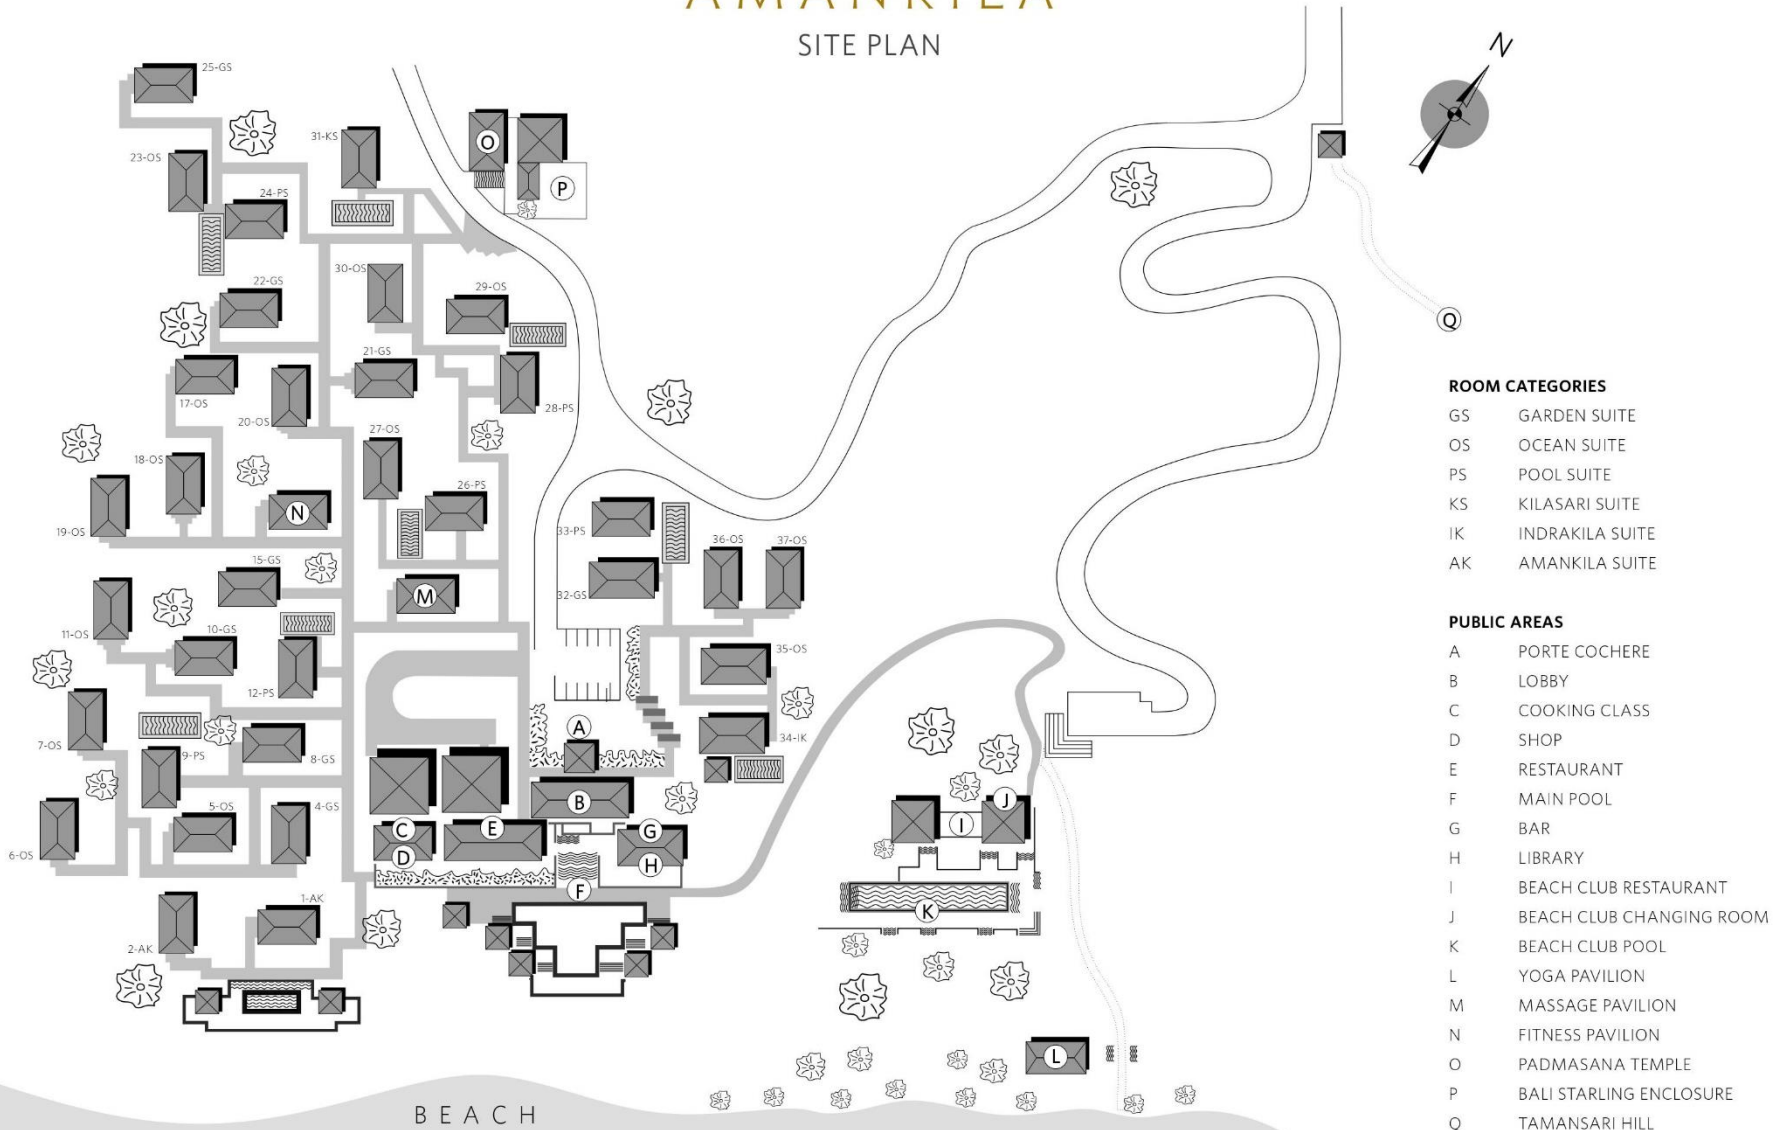 AMANKILA
SITE PLAN
N
25-GS
31-KS
23-OS
24-PS
O
P
22-GS
30-OS
29-OS
Q
21-GS
17-OS
20-OS
28-PS
27-OS
18-OS
26-PS
19-OS
N
33-PS
36-OS
37-OS
15-GS
32-GS
M
11-OS
10-GS
35-OS
12-PS
A
7-OS
9-PS
8-GS
34-IK
5-OS
4-GS
B
J
C
E
G
I
6-OS
D
H
F
1-AK
K
2-AK
L
BEACH
ROOM CATEGORIES
GS GARDEN SUITE
OS OCEAN SUITE
PS POOL SUITE
KS KILASARI SUITE
IK INDRAKILA SUITE
AK AMANKILA SUITE
PUBLIC AREAS
A PORTE COCHERE
B LOBBY
C COOKING CLASS
D SHOP
E RESTAURANT
F MAIN POOL
G BAR
H LIBRARY
I BEACH CLUB RESTAURANT
J BEACH CLUB CHANGING ROOM
K BEACH CLUB POOL
L YOGA PAVILION
M MASSAGE PAVILION
N FITNESS PAVILION
O PADMASANA TEMPLE
P BALI STARLING ENCLOSURE
Q TAMANSARI HILL